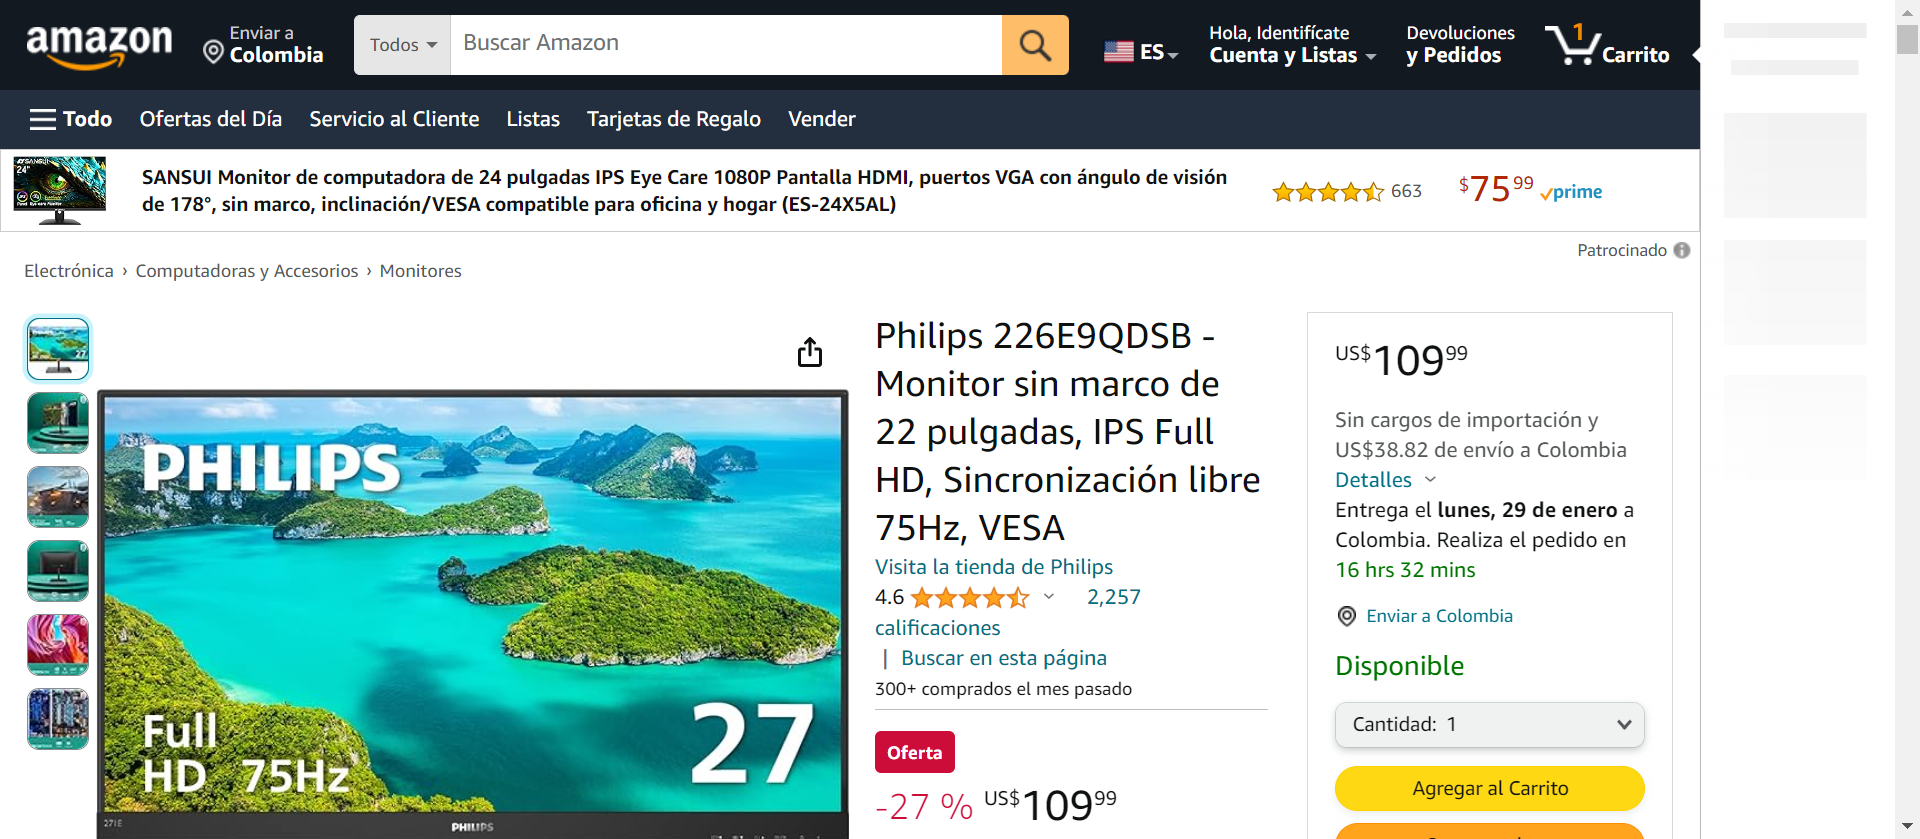 amazon
Enviar a
Colombia
Todos
Buscar Amazon
ES
Hola, Identifícate
Cuenta y Listas
Devoluciones
y Pedidos
1
Carrito
Todo
Ofertas del Día
Servicio al Cliente
Listas
Tarjetas de Regalo
Vender
SANSUI Monitor de computadora de 24 pulgadas IPS Eye Care 1080P Pantalla HDMI, puertos VGA con ángulo de visión
de 178°, sin marco, inclinación/VESA compatible para oficina y hogar (ES-24X5AL)
663
$75 99
prime
Patrocinado
Electrónica › Computadoras y Accesorios › Monitores
PHILIPS
Full
HD 75Hz
27
271E
PHILIPS
Philips 226E9QDSB -
Monitor sin marco de
22 pulgadas, IPS Full
HD, Sincronización libre
75Hz, VESA
Visita la tienda de Philips
4.6
2,257
calificaciones
| Buscar en esta página
300+ comprados el mes pasado
Oferta
-27 % US$109 99
US$109 99
Sin cargos de importación y
US$38.82 de envío a Colombia
Detalles
Entrega el lunes, 29 de enero a
Colombia. Realiza el pedido en
16 hrs 32 mins
Enviar a Colombia
Disponible
Cantidad: 1
Agregar al Carrito